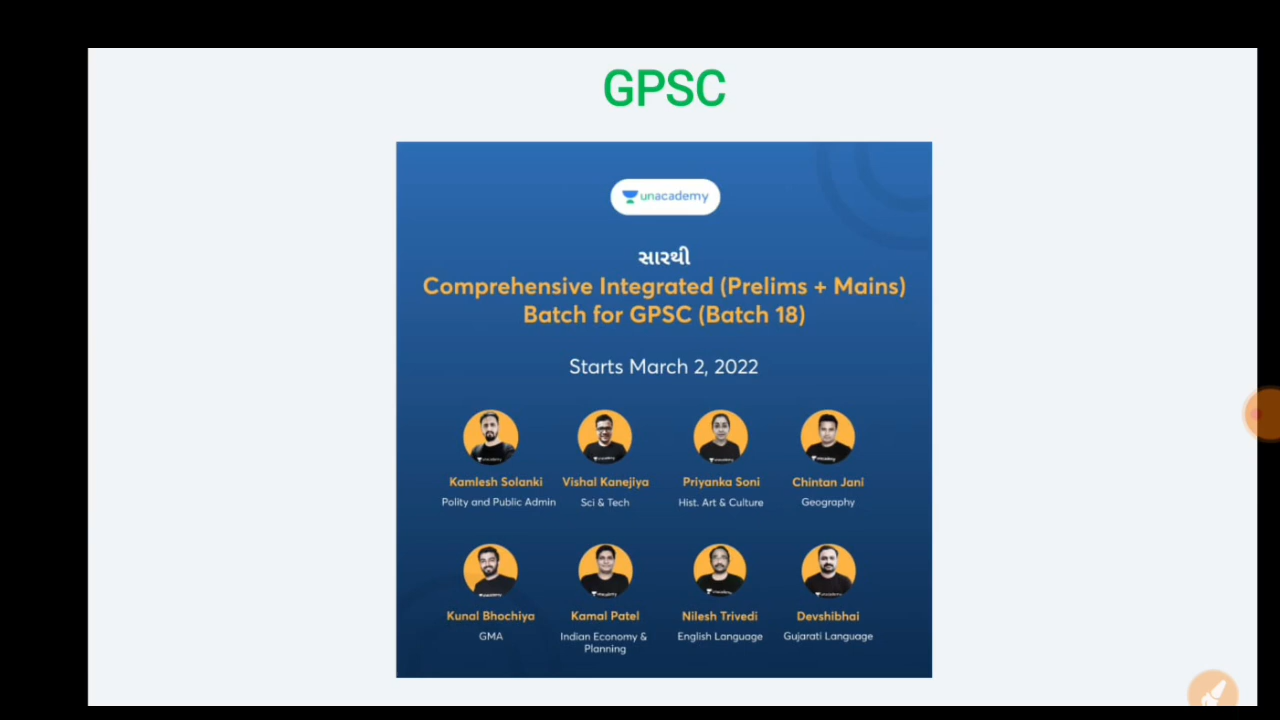 GPSC
unacademy
સારથી
Comprehensive Integrated (Prelims + Mains)
Batch for GPSC (Batch 18)
Starts March 2, 2022
Kamlesh Solanki Vishal Kanejiya Priyanka Soni Chintan Jani
Polity and Public Admin Sci & Tech Hist. Art & Culture Geography
Kunal Bhochiya Kamal Patel Nilesh Trivedi Devshibhai
GMA Indian Economy & English Language Gujarati Language
Planning